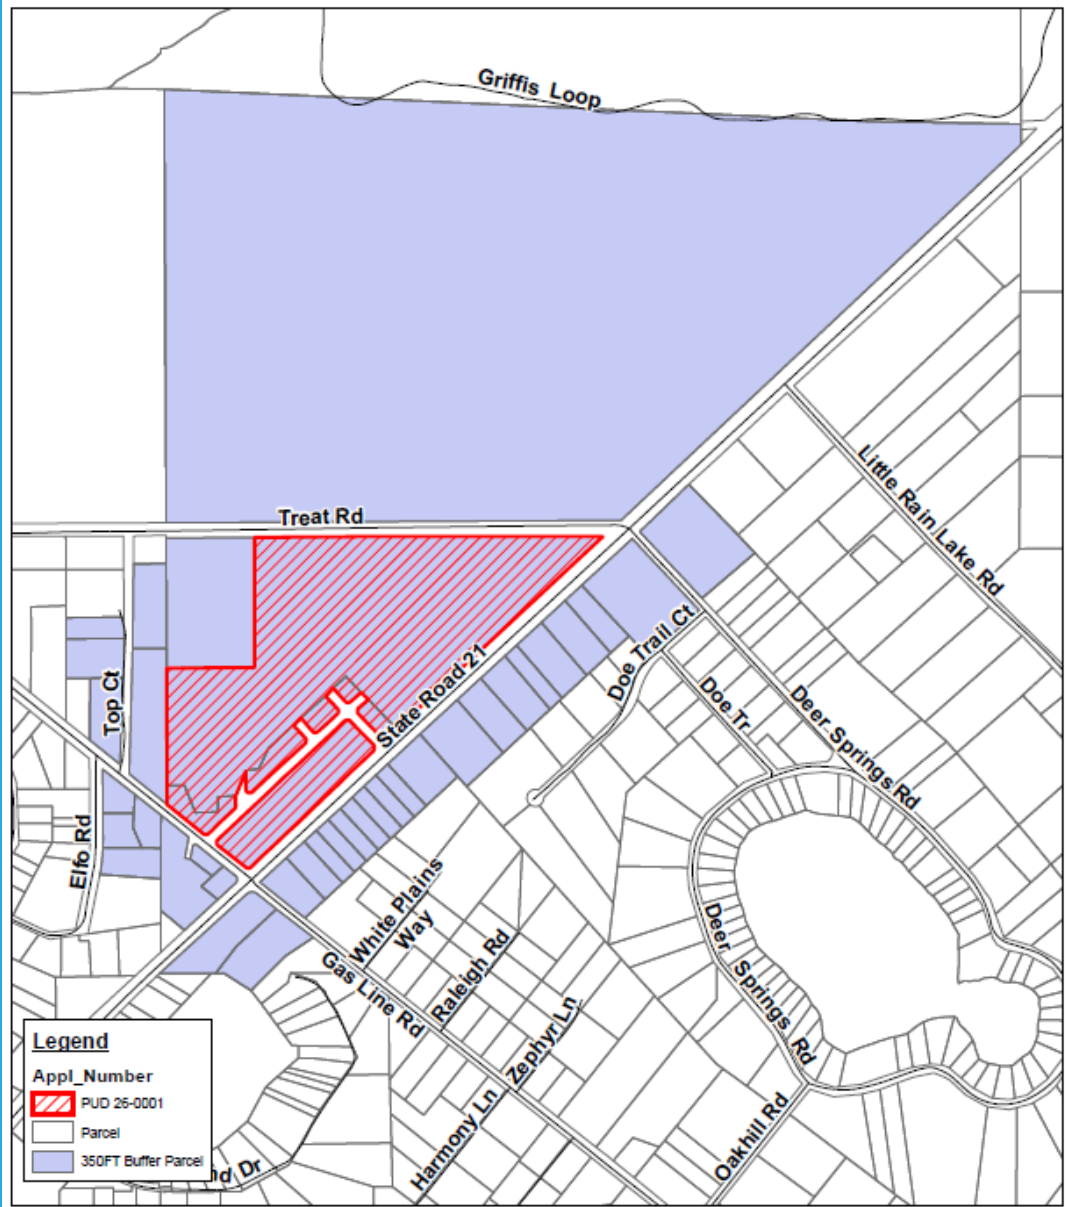 Griffis Loop
Treat Rd
Little Rain Lake Rd
State Road 21
Doe Trail Ct
Top Ct
Doe Tr
Deer Springs Rd
Elfo Rd
White Plains
Way
Raleigh Rd
Gas Line Rd
Deer Springs Rd
Zephyr Ln
Harmony Ln
Oakhill Rd
Legend
Appl_Number
PUD 26-0001
Parcel
350FT Buffer Parcel
Dr